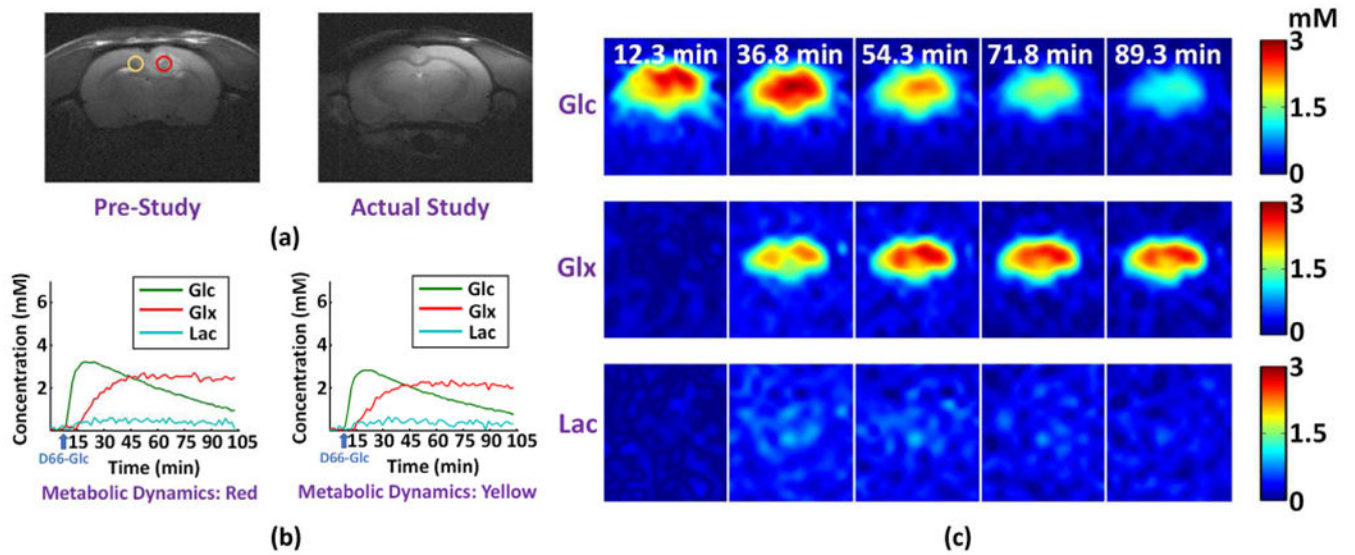 Pre-Study
Actual Study
(a)
Concentration (mM)
6
4
2
Glc
Glx
Lac
15 30 45 60 75 90 105
D66-Glc
Time (min)
Metabolic Dynamics: Red
Concentration (mM)
6
4
2
Glc
Glx
Lac
15 30 45 60 75 90 105
D66-Glc
Time (min)
Metabolic Dynamics: Yellow
(b)
mM
12.3 min 36.8 min 54.3 min 71.8 min 89.3 min
Glc
3
1.5
0
Glx
3
1.5
0
Lac
3
1.5
0
(c)